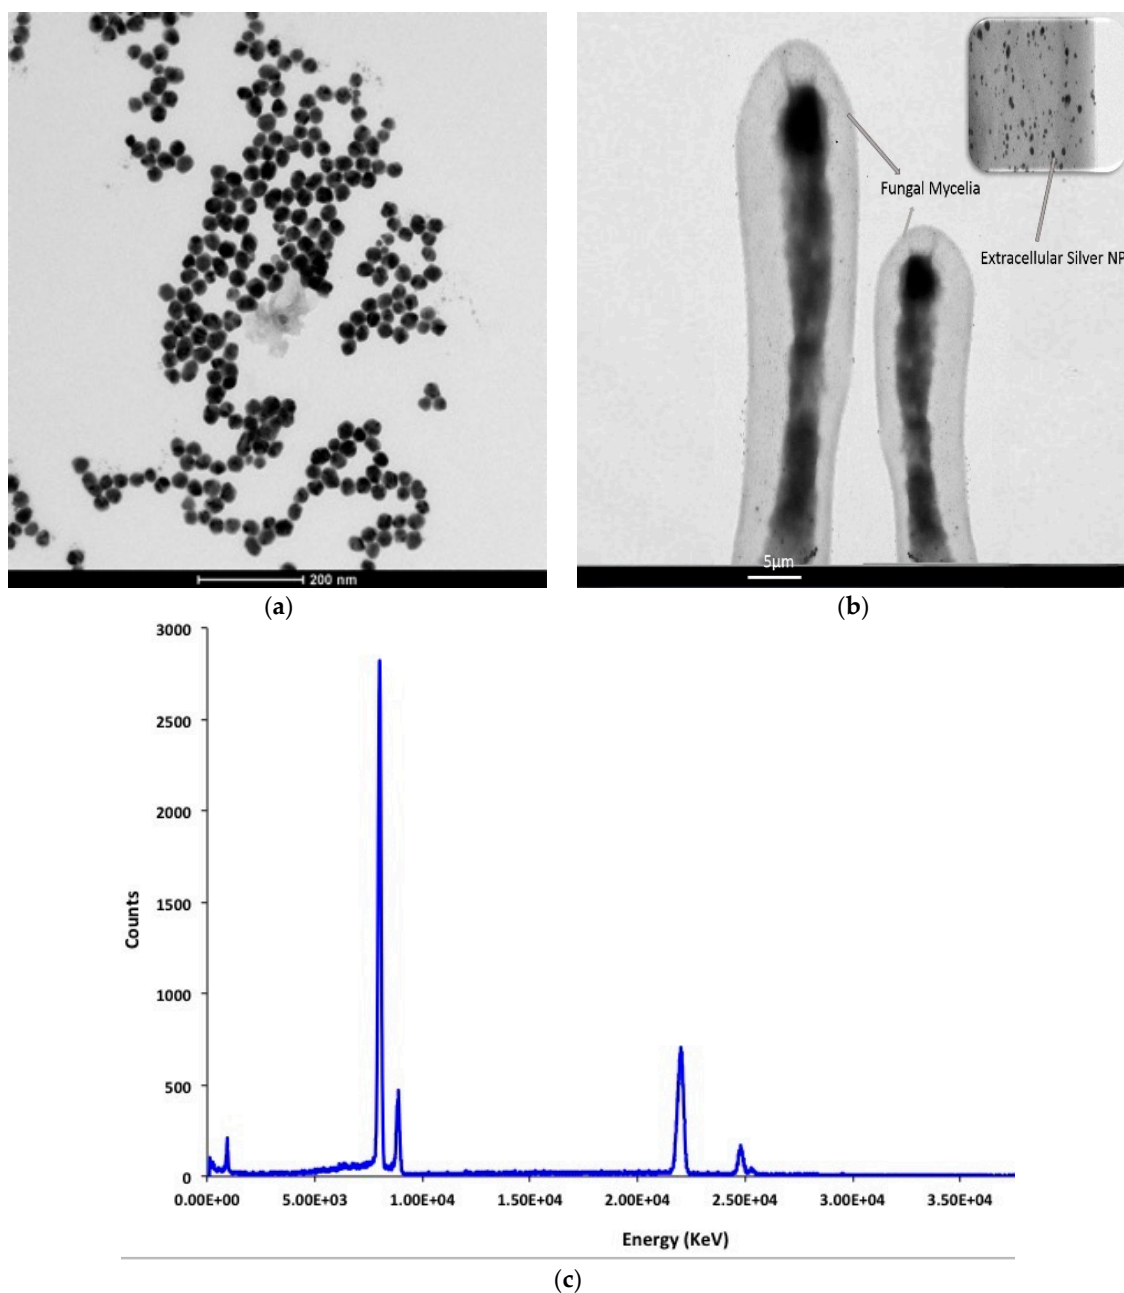 Fungal Mycelia
Extracellular Silver NP
200 nm
5µm
(a)
(b)
3000
2500
2000
1500
1000
500
0
Counts
0.00E+00 5.00E+03 1.00E+04 1.50E+04 2.00E+04 2.50E+04 3.00E+04 3.50E+04
Energy (KeV)
(c)